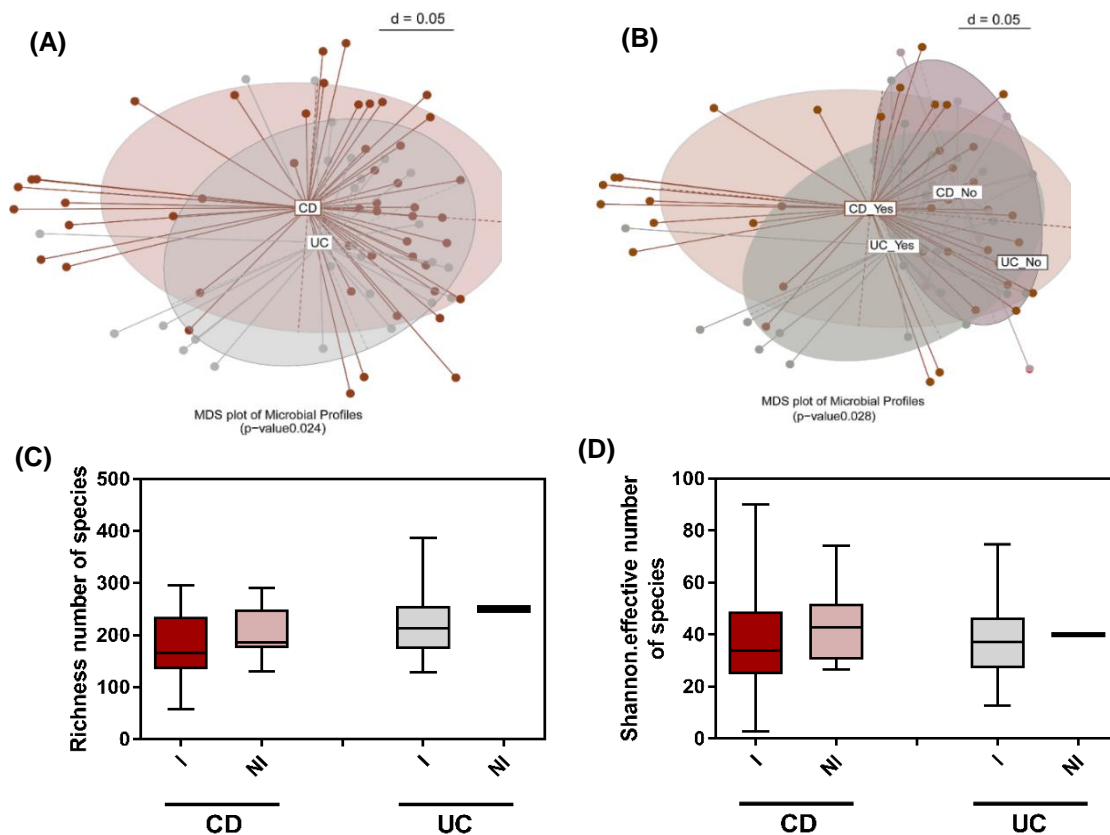 (A)
d = 0.05
CD
UC
MDS plot of Microbial Profiles
(p-value0.024)
(B)
d = 0.05
CD_No
CD_Yes
UC_Yes
UC_No
MDS plot of Microbial Profiles
(p-value0.028)
(C)
Richness number of species
500
400
300
200
100
0
I
NI
I
NI
CD
UC
(D)
Shannon.effective number
of species
100
80
60
40
20
0
I
NI
I
NI
CD
UC